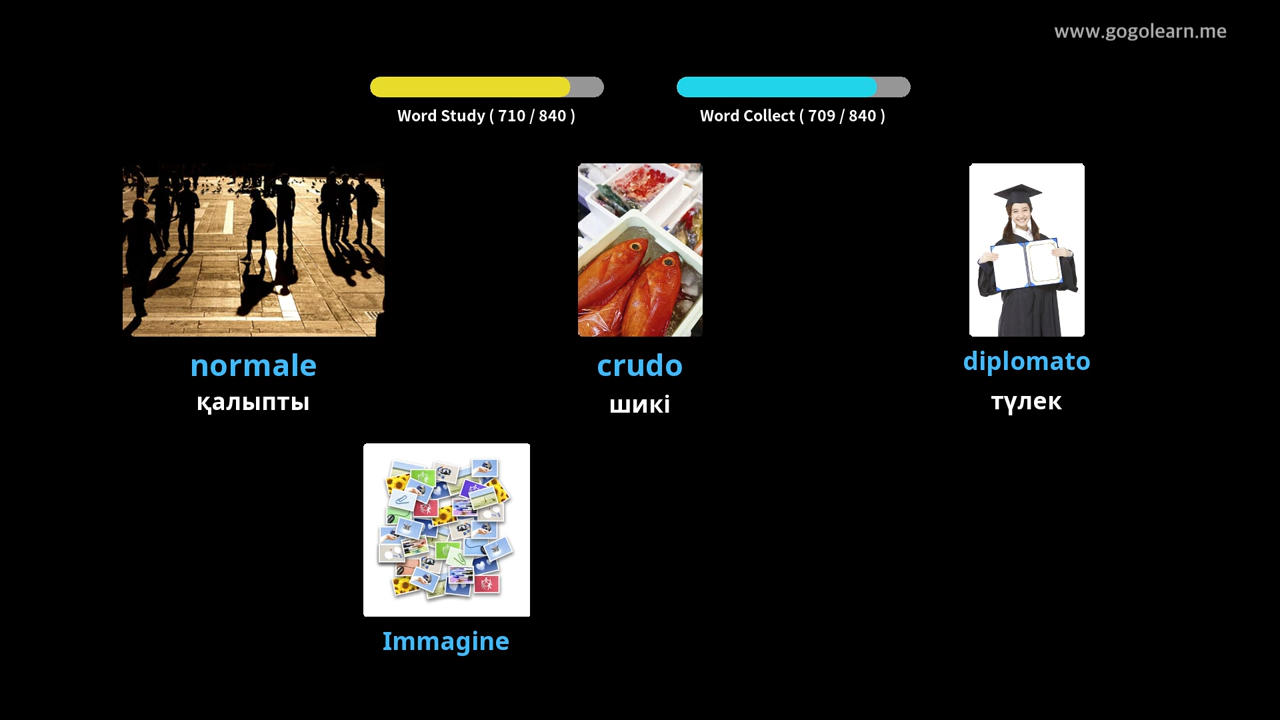 www.gogolearn.me
Word Study ( 710 / 840 )
Word Collect ( 709 / 840 )
normale
қалыпты
crudo
шикі
diplomato
түлек
Immagine